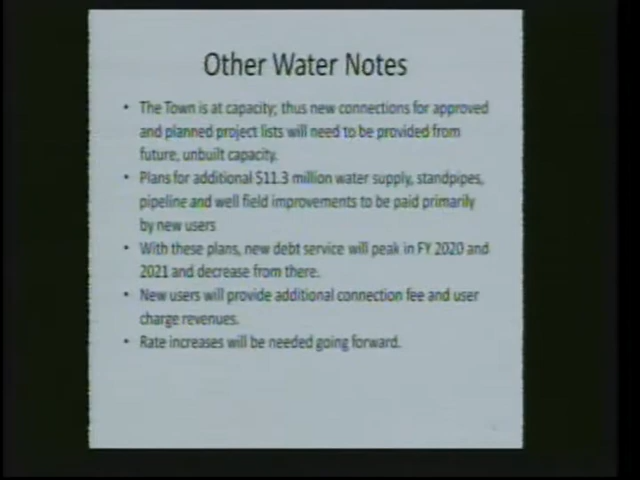 Other Water Notes
• The Town is at capacity; thus new connections for approved
and planned project lists will need to be provided from
future, unbuilt capacity.
• Plans for additional $11.3 million water supply, standpipes,
pipeline and well field improvements to be paid primarily
by new users
• With these plans, new debt service will peak in FY 2020 and
2021 and decrease from there.
• New users will provide additional connection fee and user
charge revenues.
• Rate increases will be needed going forward.